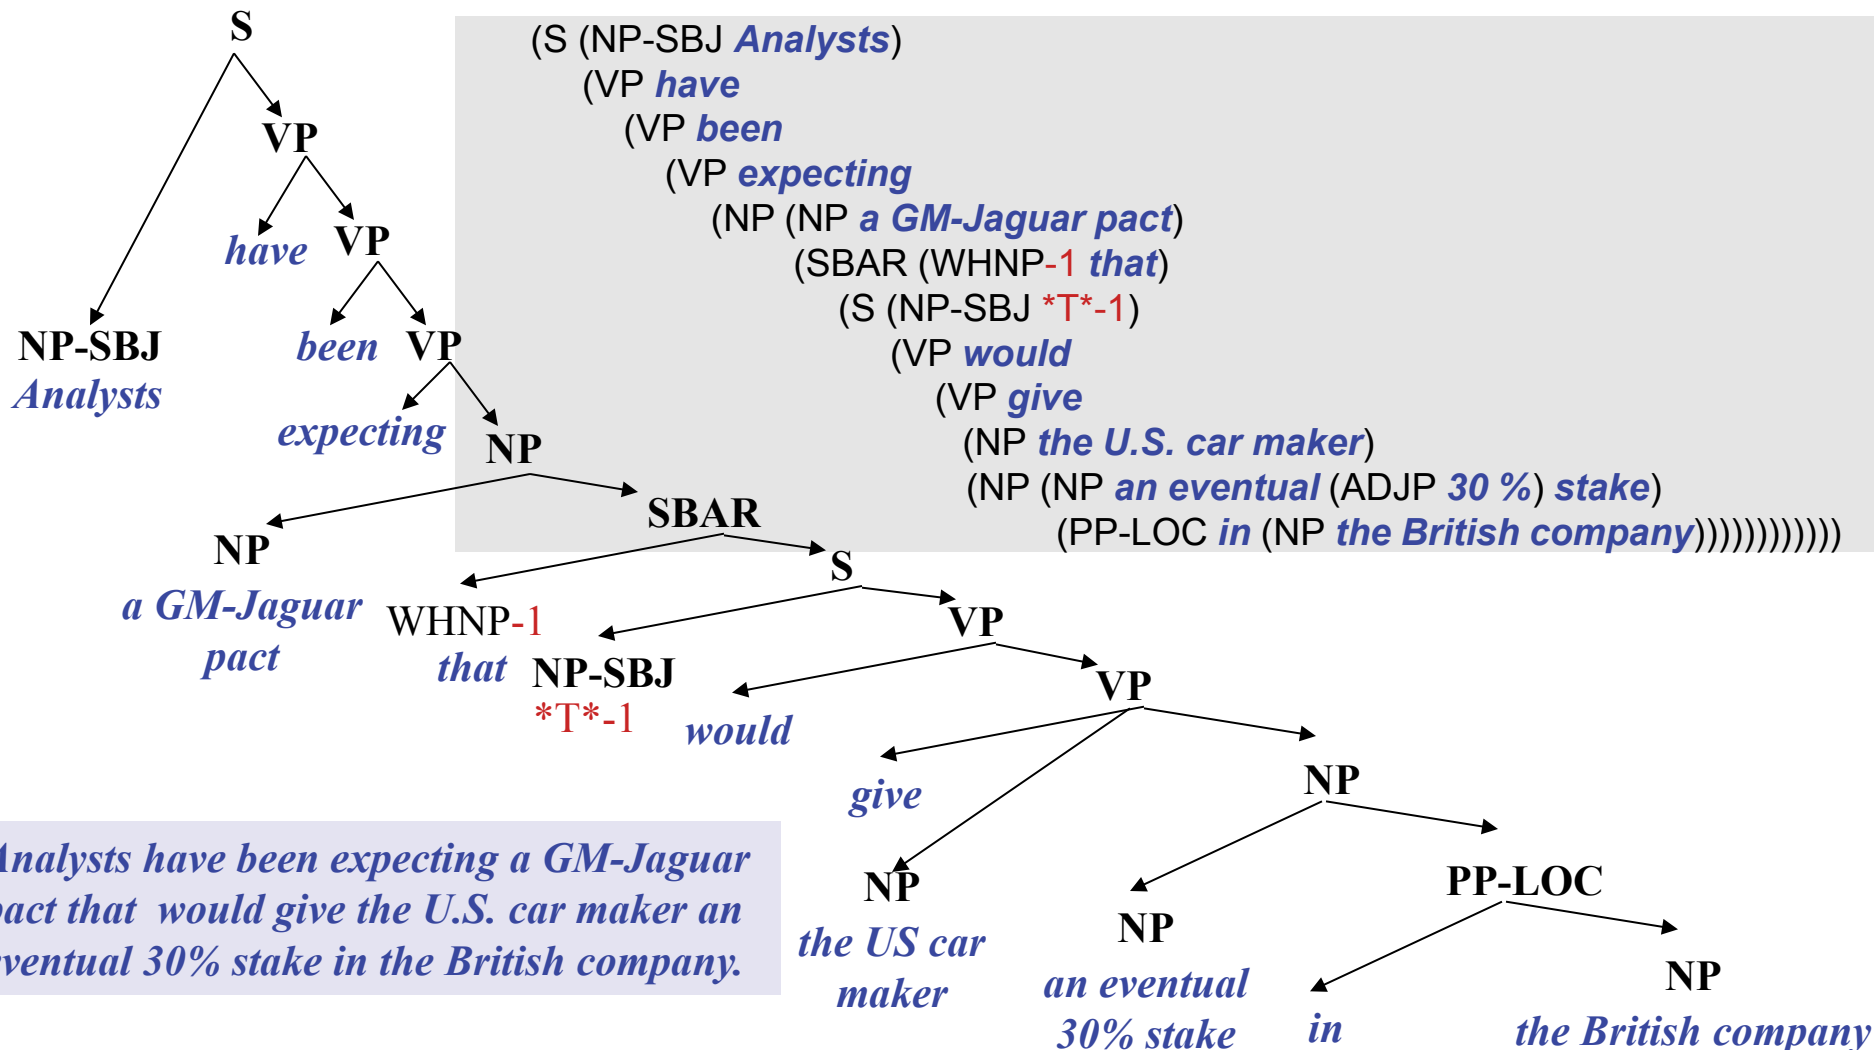 S
(S (NP-SBJ Analysts)
(VP have
(VP been
(VP expecting
(NP (NP a GM-Jaguar pact)
(SBAR (WHNP-1 that)
(S (NP-SBJ *T*-1)
(VP would
(VP give
(NP the U.S. car maker)
(NP (NP an eventual (ADJP 30 %) stake)
(PP-LOC in (NP the British company))))))))))))
VP
have VP
NP-SBJ been VP
Analysts
expecting NP
SBAR
NP S
a GM-Jaguar
pact
WHNP-1 VP
that NP-SBJ
*T*-1 would VP
give NP
Analysts have been expecting a GM-Jaguar
pact that would give the U.S. car maker an
eventual 30% stake in the British company.
NP PP-LOC
the US car
maker
NP
an eventual
30% stake
in NP
the British company